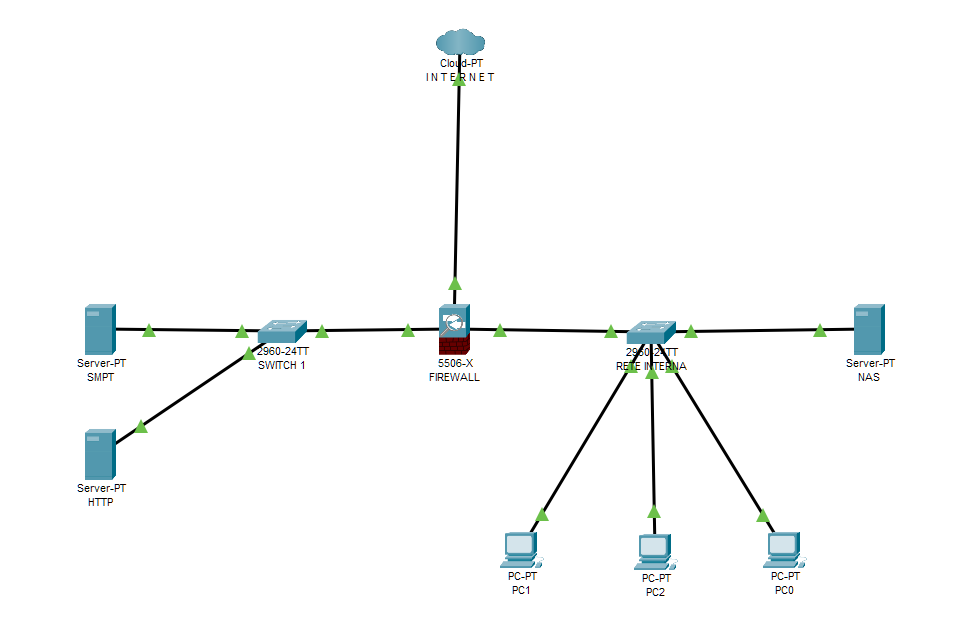 Cloud-PT
INTERNET
Server-PT
SMPT
2960-24TT
SWITCH 1
5506-X
FIREWALL
2960-24TT
RETE INTERNA
Server-PT
NAS
Server-PT
HTTP
PC-PT
PC1
PC-PT
PC2
PC-PT
PC0